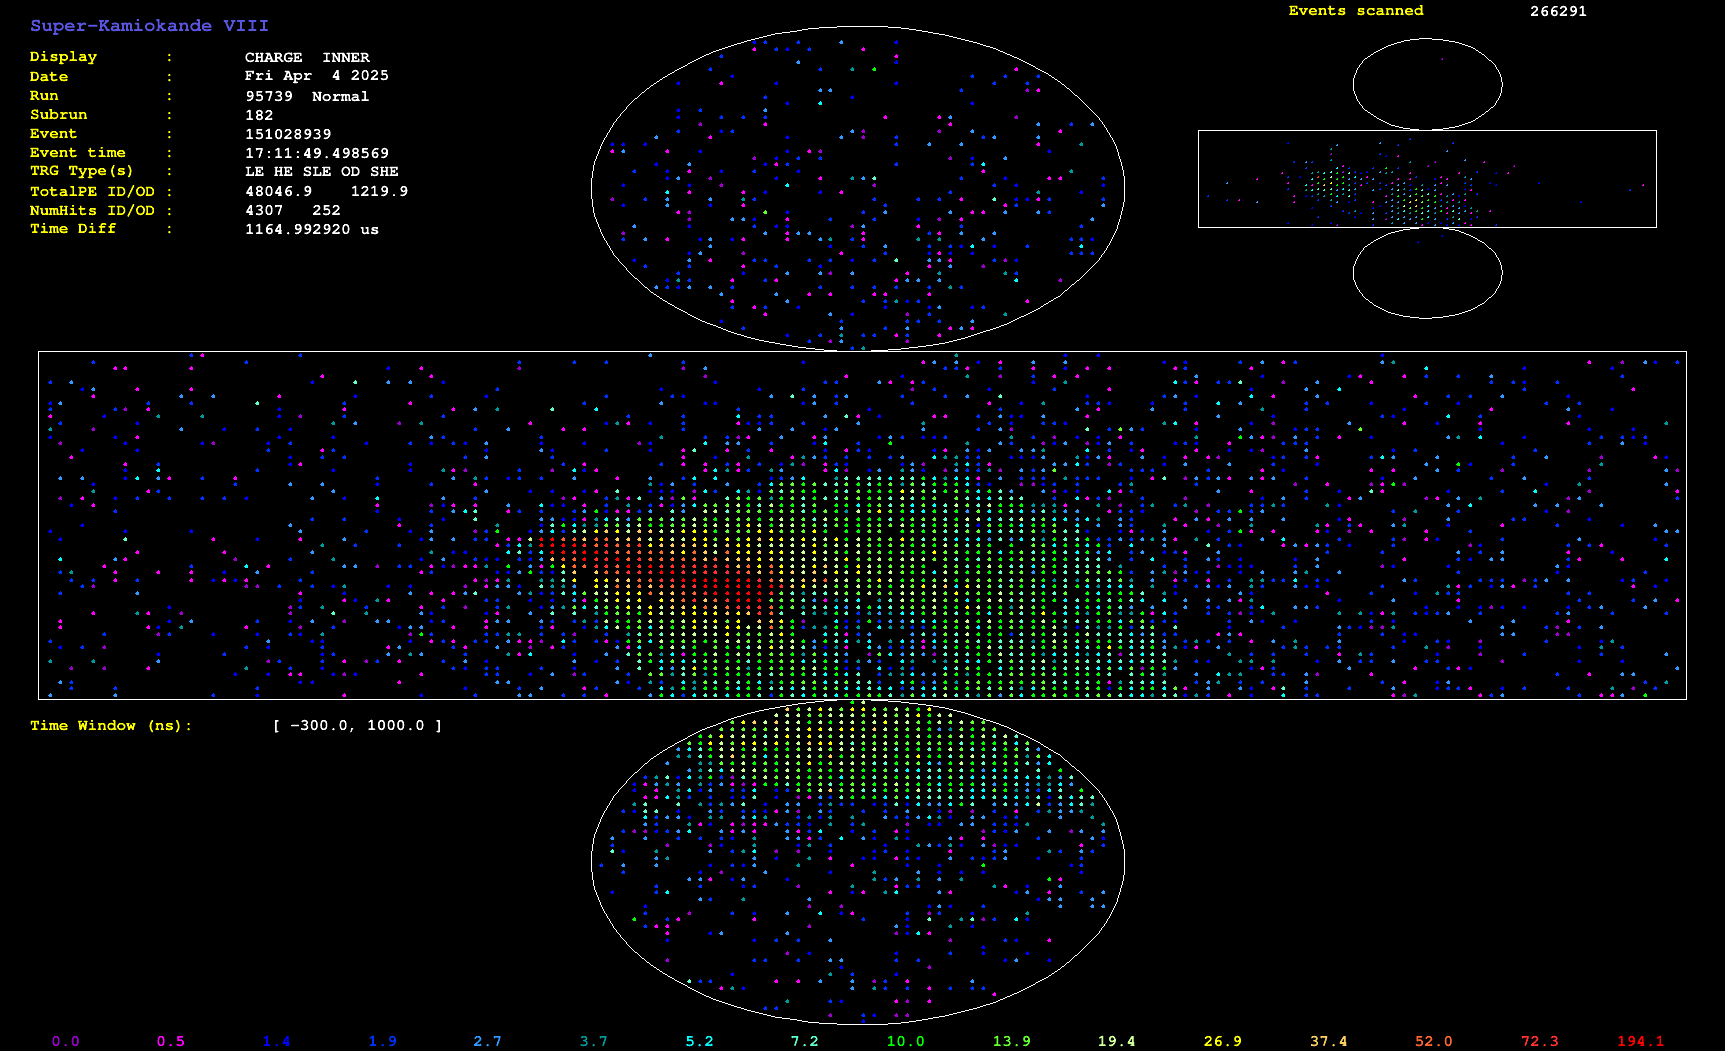 Super-Kamiokande VIII
Events scanned 266291
Display : CHARGE INNER
Date : Fri Apr 4 2025
Run : 95739 Normal
Subrun : 182
Event : 151028939
Event time : 17:11:49.498569
TRG Type(s) : LE HE SLE OD SHE
TotalPE ID/OD : 48046.9 1219.9
NumHits ID/OD : 4307 252
Time Diff : 1164.992920 us
Time Window (ns): [ -300.0, 1000.0 ]
0.0 0.5 1.4 1.9 2.7 3.7 5.2 7.2 10.0 13.9 19.4 26.9 37.4 52.0 72.3 194.1